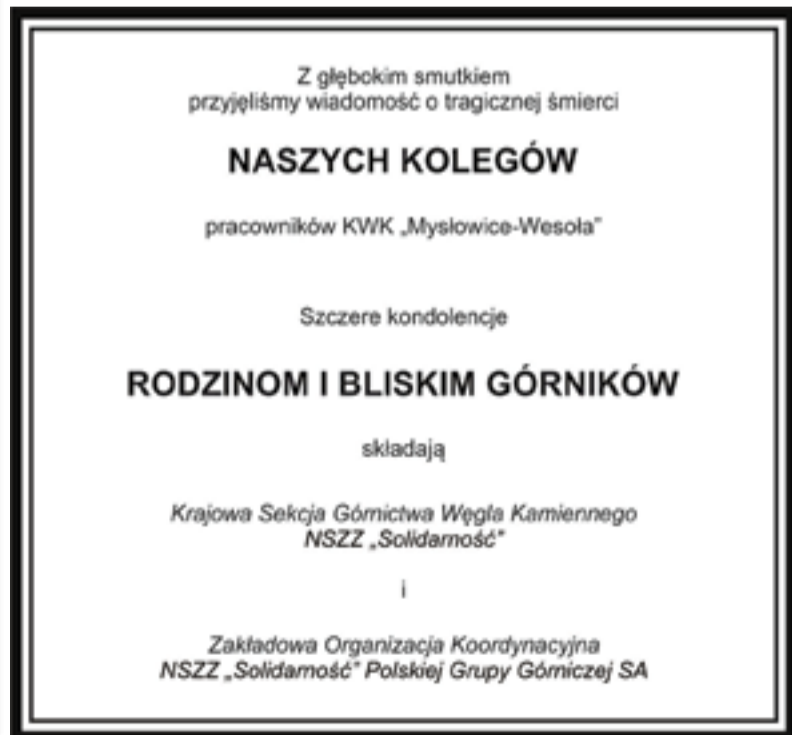 Z głębokim smutkiem
przyjęliśmy wiadomość o tragicznej śmierci
NASZYCH KOLEGÓW
pracowników KWK „Mysłowice-Wesoła”
Szczere kondolencje
RODZINOM I BLISKIM GÓRNIKÓW
składają
Krajowa Sekcja Górnictwa Węgla Kamiennego
NSZZ „Solidarność”
i
Zakładowa Organizacja Koordynacyjna
NSZZ „Solidarność” Polskiej Grupy Górniczej SA